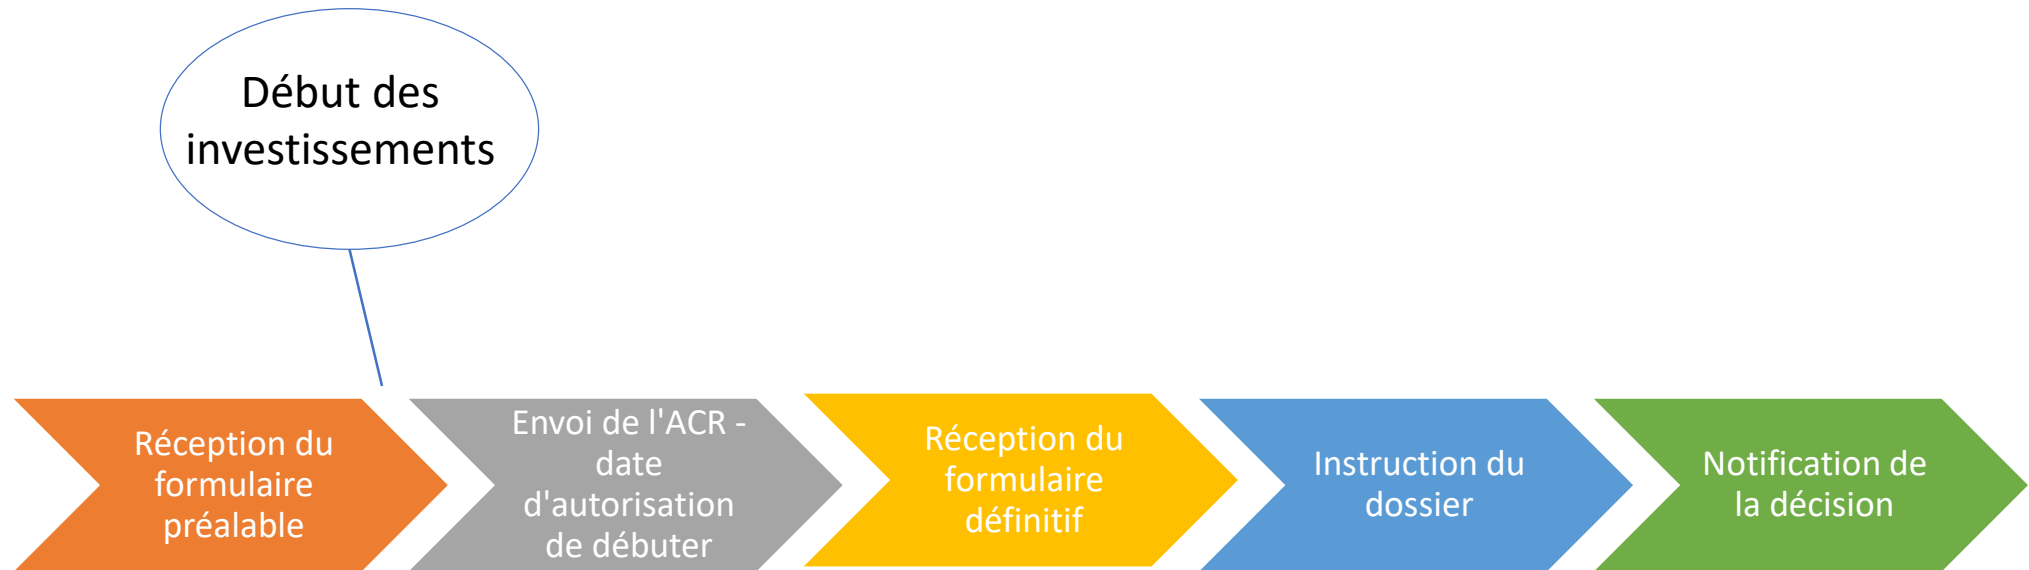 Début des
investissements
Réception du
formulaire
préalable
Envoi de l'ACR -
date
d'autorisation
de débuter
Réception du
formulaire
définitif
Instruction du
dossier
Notification de
la décision